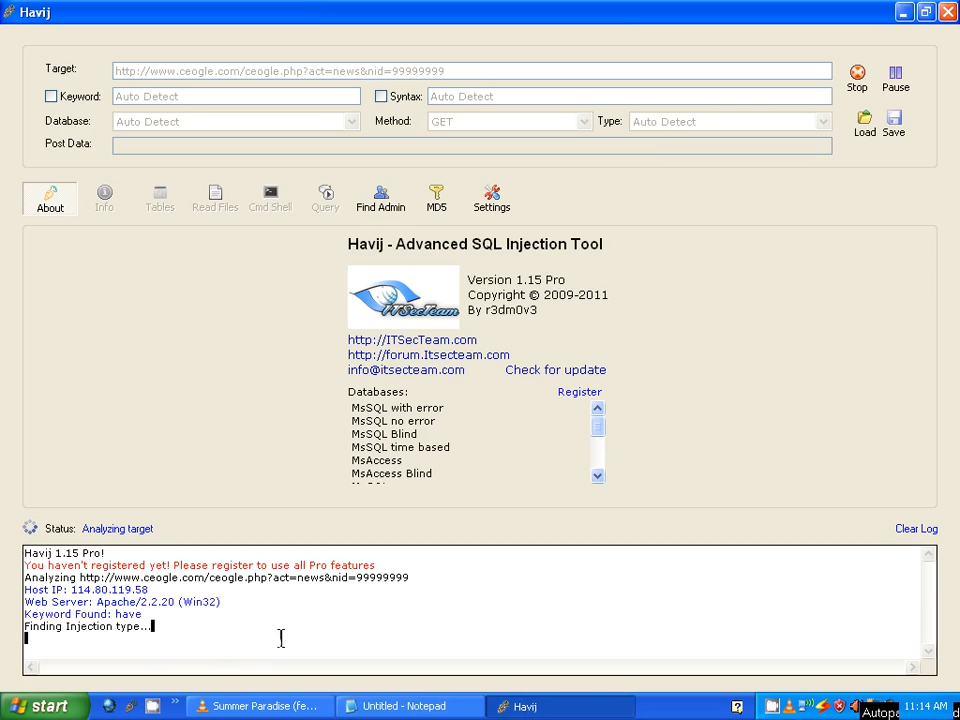 Havij
Target: http://www.ceogle.com/ceogle.php?act=news&nid=99999999
Keyword: Auto Detect Syntax: Auto Detect
Stop Pause
Database: Auto Detect Method: GET Type: Auto Detect
Load Save
Post Data:
About Info Tables Read Files Cmd Shell Query Find Admin MD5 Settings
Havij - Advanced SQL Injection Tool
ITSecTeam
Version 1.15 Pro
Copyright © 2009-2011
By r3dm0v3
http://ITSecTeam.com
http://forum.Itsecteam.com
info@itsecteam.com Check for update
Databases: Register
MsSQL with error
MsSQL no error
MsSQL Blind
MsSQL time based
MsAccess
MsAccess Blind
Status: Analyzing target Clear Log
Havij 1.15 Pro!
You haven't registered yet! Please register to use all Pro features
Analyzing http://www.ceogle.com/ceogle.php?act=news&nid=99999999
Host IP: 114.80.119.58
Web Server: Apache/2.2.20 (Win32)
Keyword Found: have
Finding Injection type...
start Summer Paradise (fe... Untitled - Notepad Havij 11:14 AM